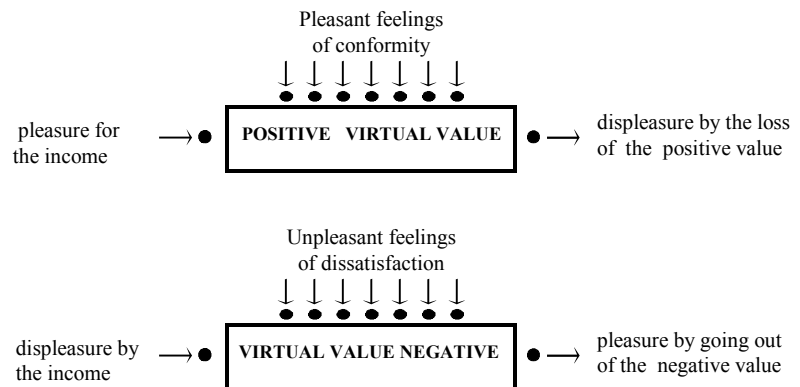 Pleasant feelings
of conformity
pleasure for
the income
POSITIVE VIRTUAL VALUE
displeasure by the loss
of the positive value
Unpleasant feelings
of dissatisfaction
displeasure by
the income
VIRTUAL VALUE NEGATIVE
pleasure by going out
of the negative value